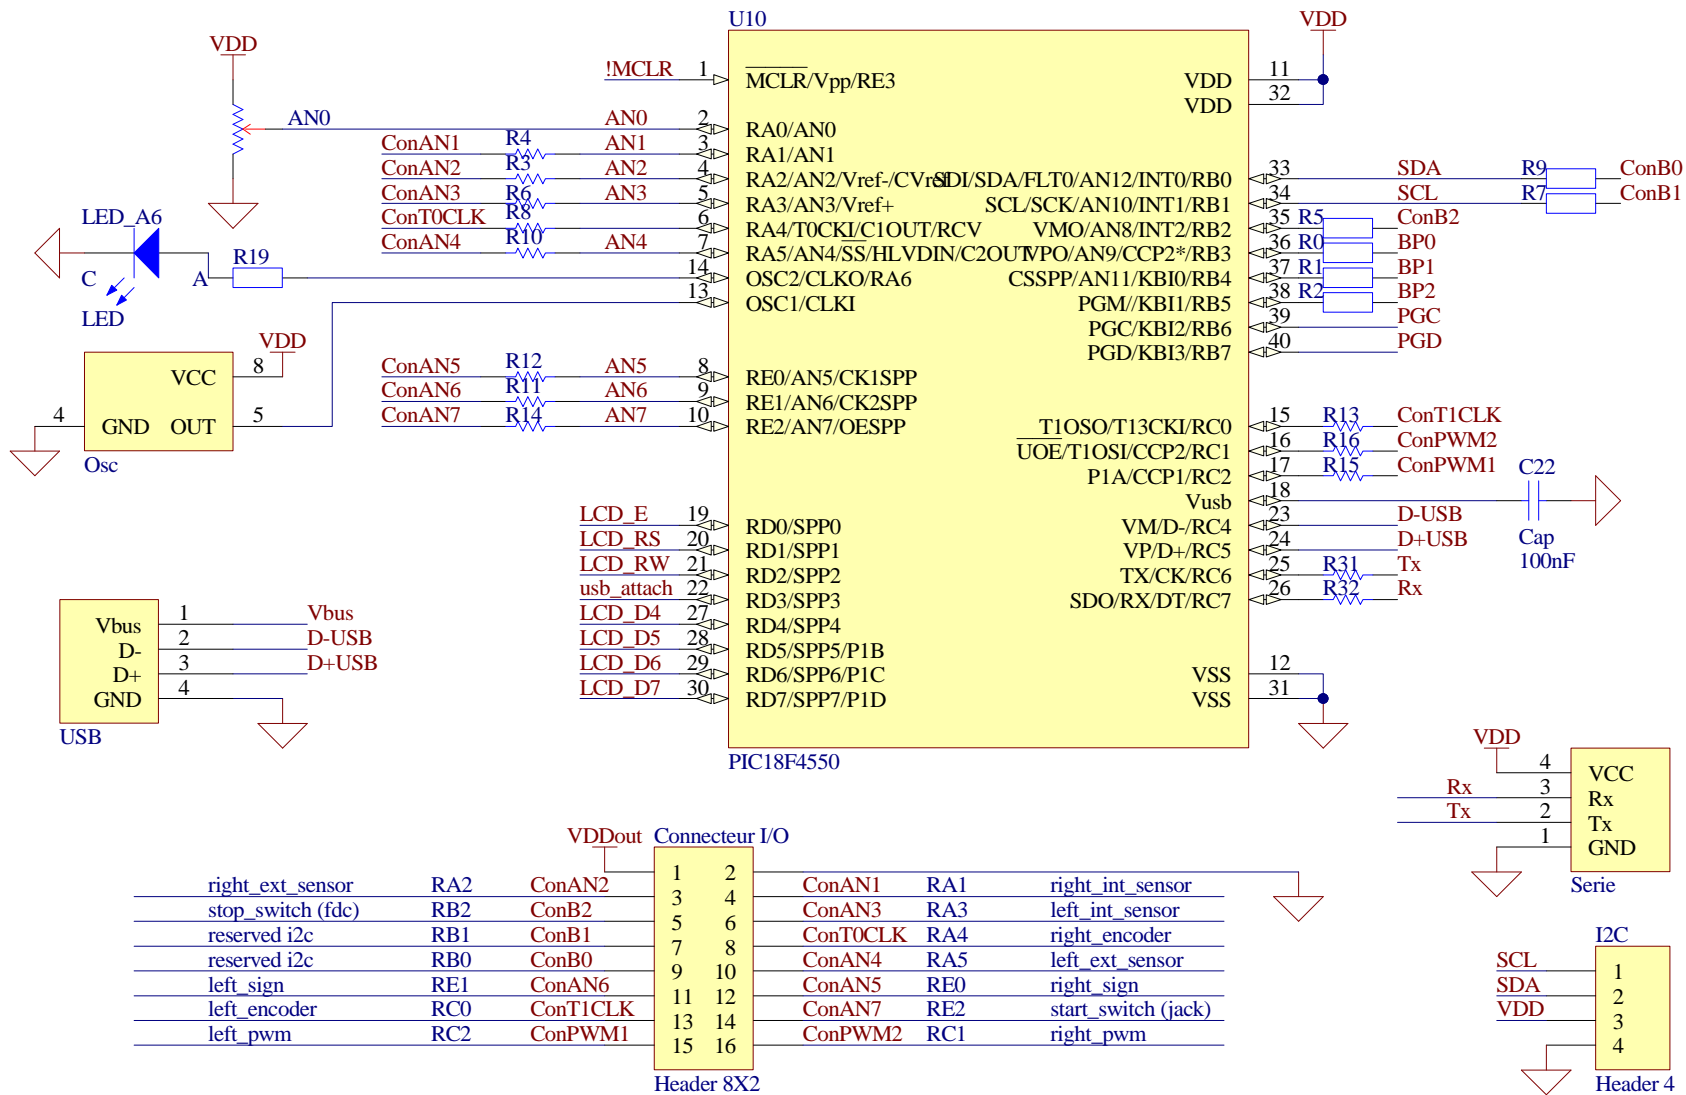 U10
VDD
VDD
!MCLR 1 MCLR/Vpp/RE3
VDD 11
VDD 32
AN0 AN0 2 RA0/AN0
ConAN1 R4 AN1 3 RA1/AN1
ConAN2 R3 AN2 4 RA2/AN2/Vref-/CVref
SDI/SDA/FLT0/AN12/INT0/RB0 33 SDA R9 ConB0
ConAN3 R6 AN3 5 RA3/AN3/Vref+
SCL/SCK/AN10/INT1/RB1 34 SCL R7 ConB1
ConT0CLK R8 6 RA4/T0CKI/C1OUT/RCV
VMO/AN8/INT2/RB2 35 R5 ConB2
ConAN4 R10 AN4 7 RA5/AN4/SS/HLVDIN/C2OUT
VPO/AN9/CCP2*/RB3 36 R0 BP0
LED_A6
C A
LED
R19 14 OSC2/CLKO/RA6
CSSPP/AN11/KBI0/RB4 37 R1 BP1
13 OSC1/CLKI
PGM//KBI1/RB5 38 R2 BP2
PGC/KBI2/RB6 39 PGC
PGD/KBI3/RB7 40 PGD
VDD
VCC 8
4 GND OUT 5
Osc
ConAN5 R12 AN5 8 RE0/AN5/CK1SPP
ConAN6 R11 AN6 9 RE1/AN6/CK2SPP
ConAN7 R14 AN7 10 RE2/AN7/OESPP
T1OSO/T13CKI/RC0 15 R13 ConT1CLK
UOE/T1OSI/CCP2/RC1 16 R16 ConPWM2
P1A/CCP1/RC2 17 R15 ConPWM1
Vusb 18
C22
Cap
100nF
LCD_E 19 RD0/SPP0
VM/D-/RC4 23 D-USB
LCD_RS 20 RD1/SPP1
VP/D+/RC5 24 D+USB
LCD_RW 21 RD2/SPP2
TX/CK/RC6 25 R31 Tx
usb_attach 22 RD3/SPP3
SDO/RX/DT/RC7 26 R32 Rx
LCD_D4 27 RD4/SPP4
LCD_D5 28 RD5/SPP5/P1B
LCD_D6 29 RD6/SPP6/P1C
VSS 12
LCD_D7 30 RD7/SPP7/P1D
VSS 31
PIC18F4550
Vbus 1 Vbus
D- 2 D-USB
D+ 3 D+USB
GND 4
USB
VDD
4 VCC
Rx 3 Rx
Tx 2 Tx
1 GND
Serie
VDDout Connecteur I/O
1 2
right_ext_sensor RA2 ConAN2 3 4 ConAN1 RA1 right_int_sensor
stop_switch (fdc) RB2 ConB2 5 6 ConAN3 RA3 left_int_sensor
reserved i2c RB1 ConB1 7 8 ConT0CLK RA4 right_encoder
reserved i2c RB0 ConB0 9 10 ConAN4 RA5 left_ext_sensor
left_sign RE1 ConAN6 11 12 ConAN5 RE0 right_sign
left_encoder RC0 ConT1CLK 13 14 ConAN7 RE2 start_switch (jack)
left_pwm RC2 ConPWM1 15 16 ConPWM2 RC1 right_pwm
Header 8X2
I2C
SCL 1
SDA 2
VDD 3
4
Header 4